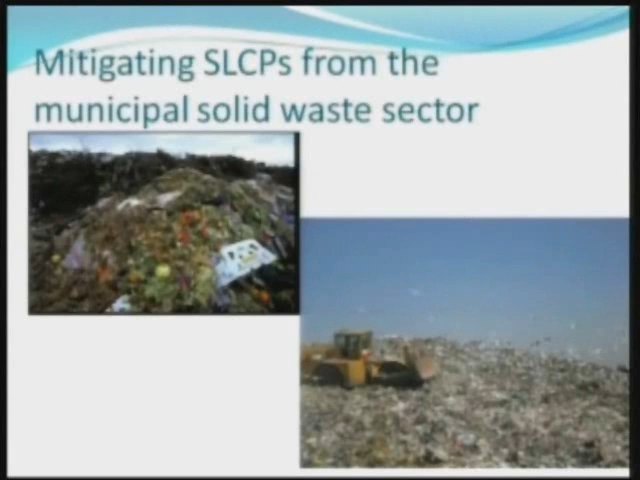 Mitigating SLCPs from the
municipal solid waste sector